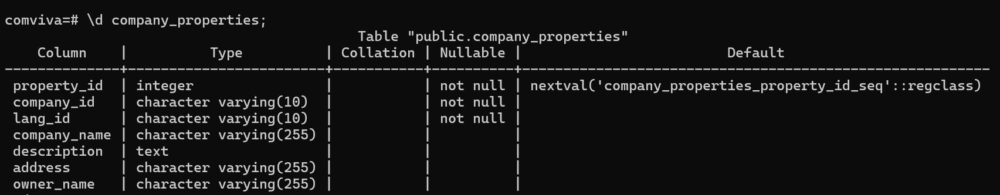 comviva=# \d company_properties;
Table "public.company_properties"
Column | Type | Collation | Nullable | Default
--------------+------------------------+-----------+----------+---------------------------------------------------------
property_id | integer | | not null | nextval('company_properties_property_id_seq'::regclass)
company_id | character varying(10) | | not null |
lang_id | character varying(10) | | not null |
company_name | character varying(255) | | |
description | text | | |
address | character varying(255) | | |
owner_name | character varying(255) | | |